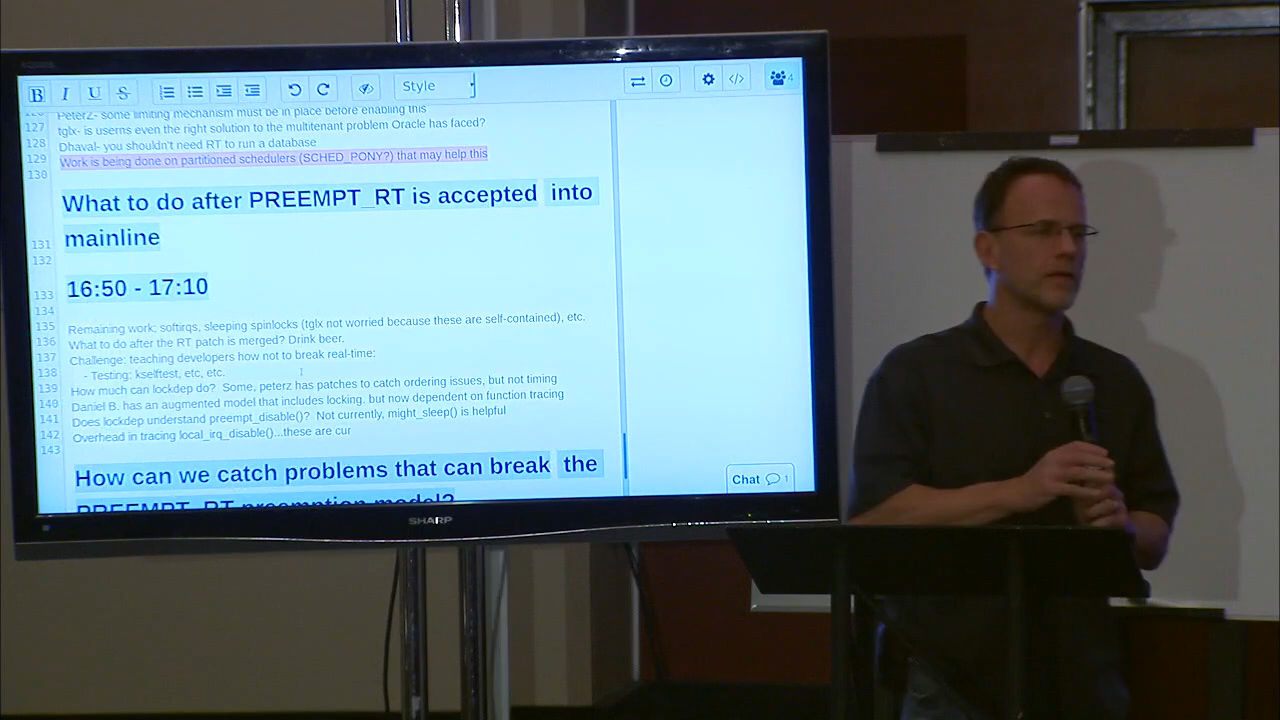 B I U S Style 4
PeterZ- some limiting mechanism must be in place before enabling this
127 tglx- is userns even the right solution to the multitenant problem Oracle has faced?
128 Dhaval- you shouldn't need RT to run a database
129 Work is being done on partitioned schedulers (SCHED_PONY?) that may help this
130
What to do after PREEMPT_RT is accepted into
131 mainline
132
133 16:50 - 17:10
134
135 Remaining work: softirqs, sleeping spinlocks (tglx not worried because these are self-contained), etc.
136 What to do after the RT patch is merged? Drink beer.
137 Challenge: teaching developers how not to break real-time:
138 - Testing: kselftest, etc, etc.
139 How much can lockdep do? Some, peterz has patches to catch ordering issues, but not timing
140 Daniel B. has an augmented model that includes locking, but now dependent on function tracing
141 Does lockdep understand preempt_disable()? Not currently, might_sleep() is helpful
142 Overhead in tracing local_irq_disable()...these are cur
143
How can we catch problems that can break the
PREEMPT_RT preemption model?
Chat 1
SHARP